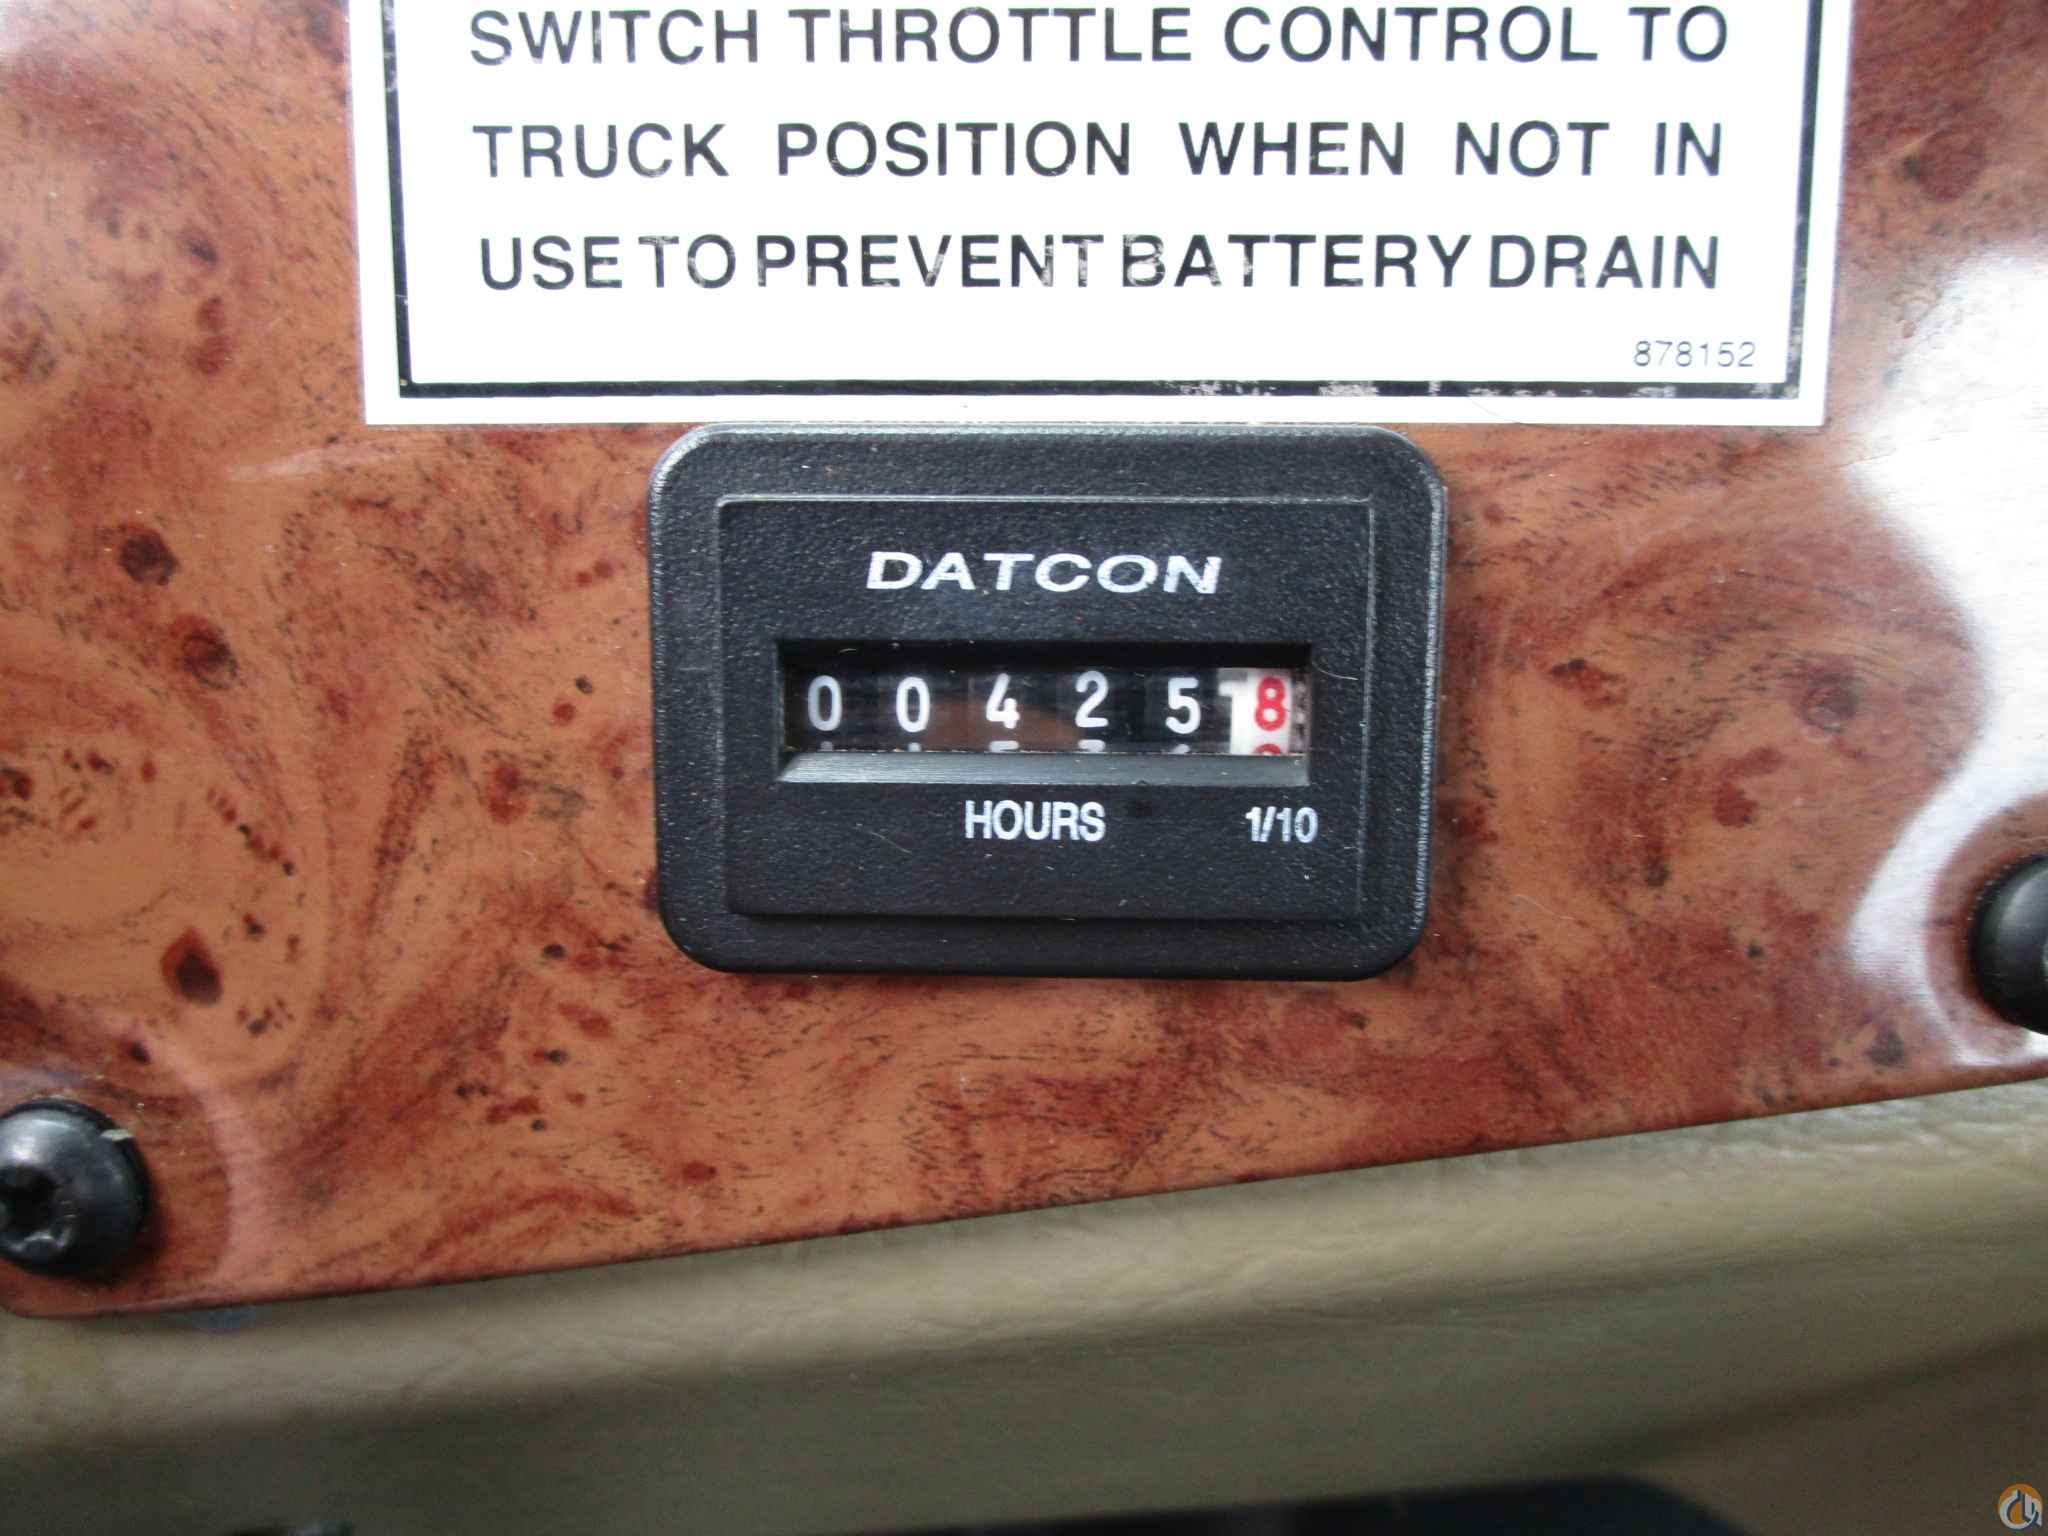 SWITCH THROTTLE CONTROL TO
TRUCK POSITION WHEN NOT IN
USE TO PREVENT BATTERY DRAIN
878152
DATCON
0 0 4 2 5 8
HOURS 1/10